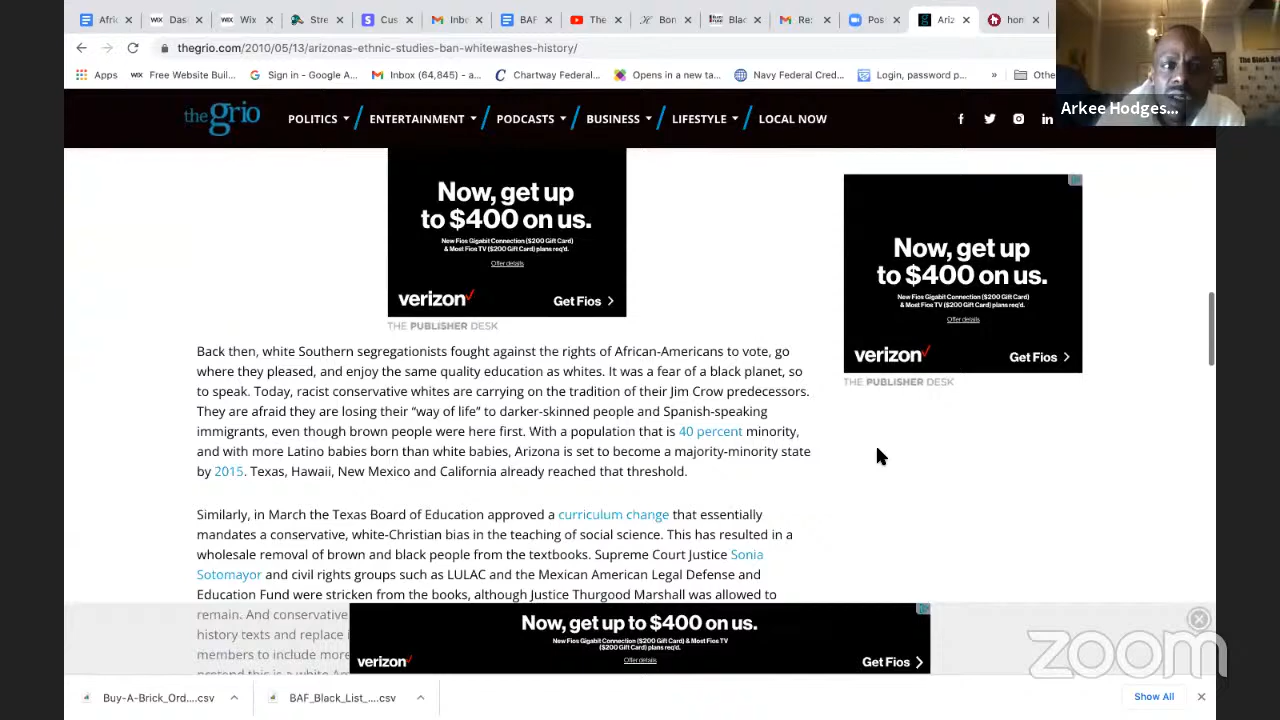 Afric
Das
Wix
Stre
Cus
Inb
BAF
The
Bon
Blac
Re:
Pos
Ariz
hon
thegrio.com/2010/05/13/arizonas-ethnic-studies-ban-whitewashes-history/
Apps
WIX Free Website Buil...
G Sign in - Google A...
Inbox (64,845) - a...
C Chartway Federal...
Opens in a new ta...
Navy Federal Cred...
Login, password p...
»
Othe
Arkee Hodges...
the grio
POLITICS
ENTERTAINMENT
PODCASTS
BUSINESS
LIFESTYLE
LOCAL NOW
Now, get up
to $400 on us.
New Fios Gigabit Connection ($200 Gift Card)
& Most Fios TV ($200 Gift Card) plans req'd.
Offer details
verizon
Get Fios >
THE PUBLISHER DESK
Now, get up
to $400 on us.
New Fios Gigabit Connection ($200 Gift Card)
& Most Fios TV ($200 Gift Card) plans req'd.
Offer details
verizon
Get Fios >
THE PUBLISHER DESK
Back then, white Southern segregationists fought against the rights of African-Americans to vote, go
where they pleased, and enjoy the same quality education as whites. It was a fear of a black planet, so
to speak. Today, racist conservative whites are carrying on the tradition of their Jim Crow predecessors.
They are afraid they are losing their “way of life” to darker-skinned people and Spanish-speaking
immigrants, even though brown people were here first. With a population that is 40 percent minority,
and with more Latino babies born than white babies, Arizona is set to become a majority-minority state
by 2015. Texas, Hawaii, New Mexico and California already reached that threshold.
Similarly, in March the Texas Board of Education approved a curriculum change that essentially
mandates a conservative, white-Christian bias in the teaching of social science. This has resulted in a
wholesale removal of brown and black people from the textbooks. Supreme Court Justice Sonia
Sotomayor and civil rights groups such as LULAC and the Mexican American Legal Defense and
Education Fund were stricken from the books, although Justice Thurgood Marshall was allowed to
remain. And conservative
history texts and replace
members to include more
pretend this is a white
Now, get up to $400 on us.
New Fios Gigabit Connection ($200 Gift Card) & Most Fios TV
($200 Gift Card) plans req'd.
Offer details
verizon
Get Fios >
zoom
Buy-A-Brick_Ord....csv
BAF_Black_List_....csv
Show All